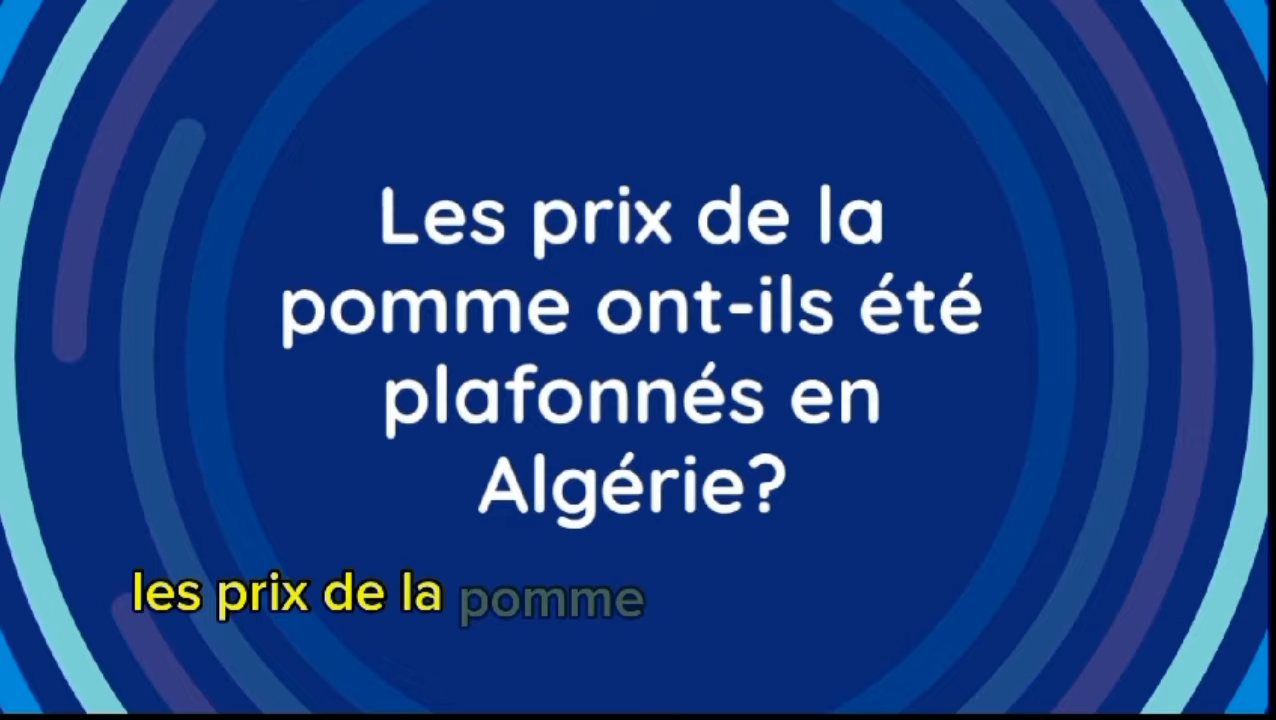 Les prix de la
pomme ont-ils été
plafonnés en
Algérie?
les prix de la pomme